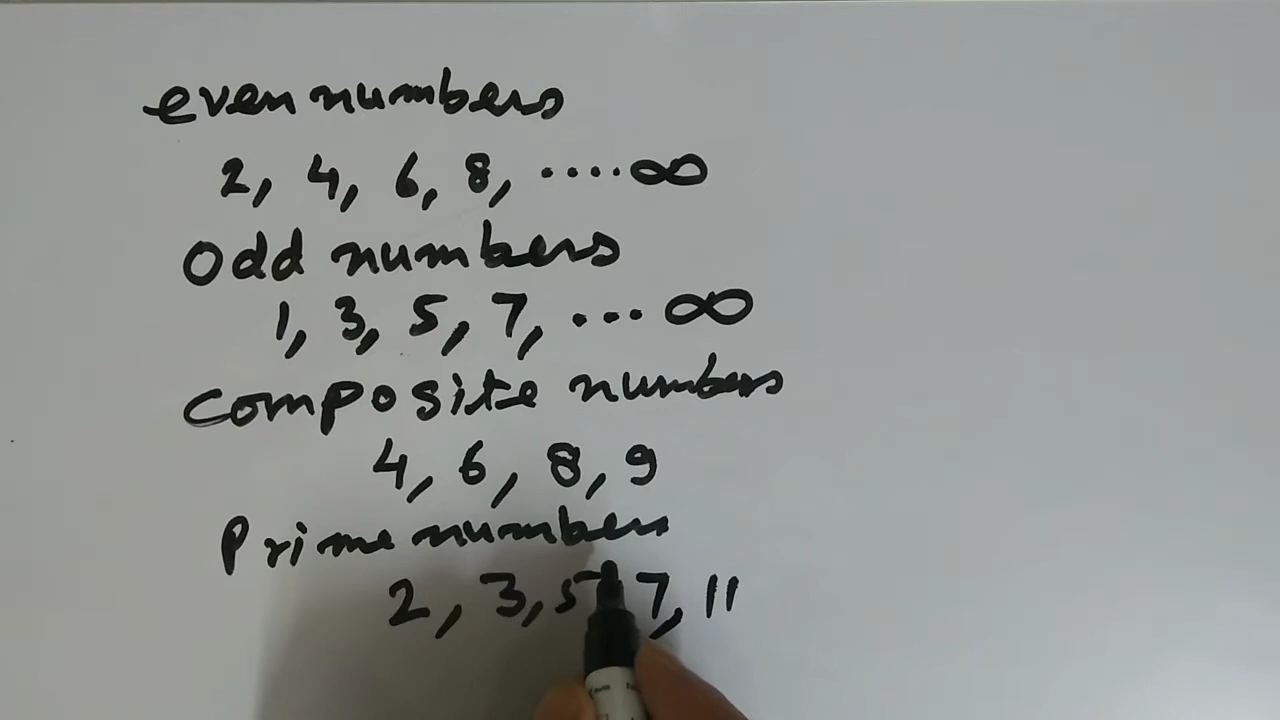 even numbers
2, 4, 6, 8, ....∞
Odd numbers
1, 3, 5, 7, ... ∞
Composite numbers
4, 6, 8, 9
Prime numbers
2, 3, 5 7, 11